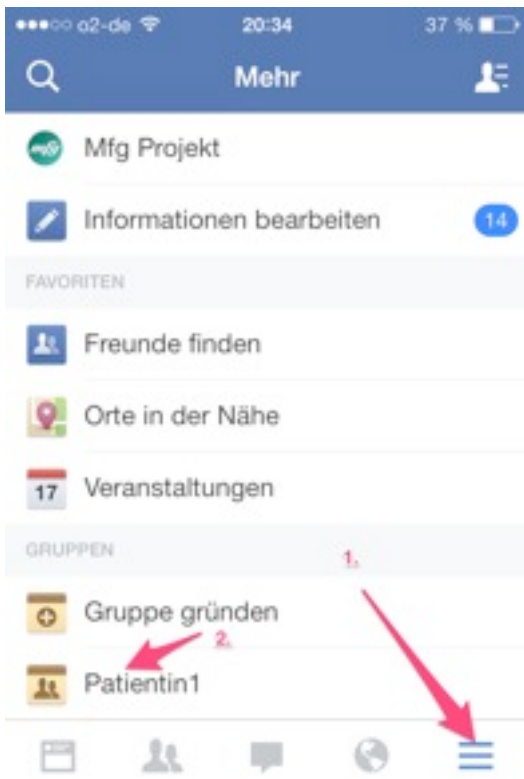 o2-de 20:34 37 %
Mehr
Mfg Projekt
Informationen bearbeiten 14
FAVORITEN
Freunde finden
Orte in der Nähe
17 Veranstaltungen
GRUPPEN
1.
Gruppe gründen
2.
Patientin1